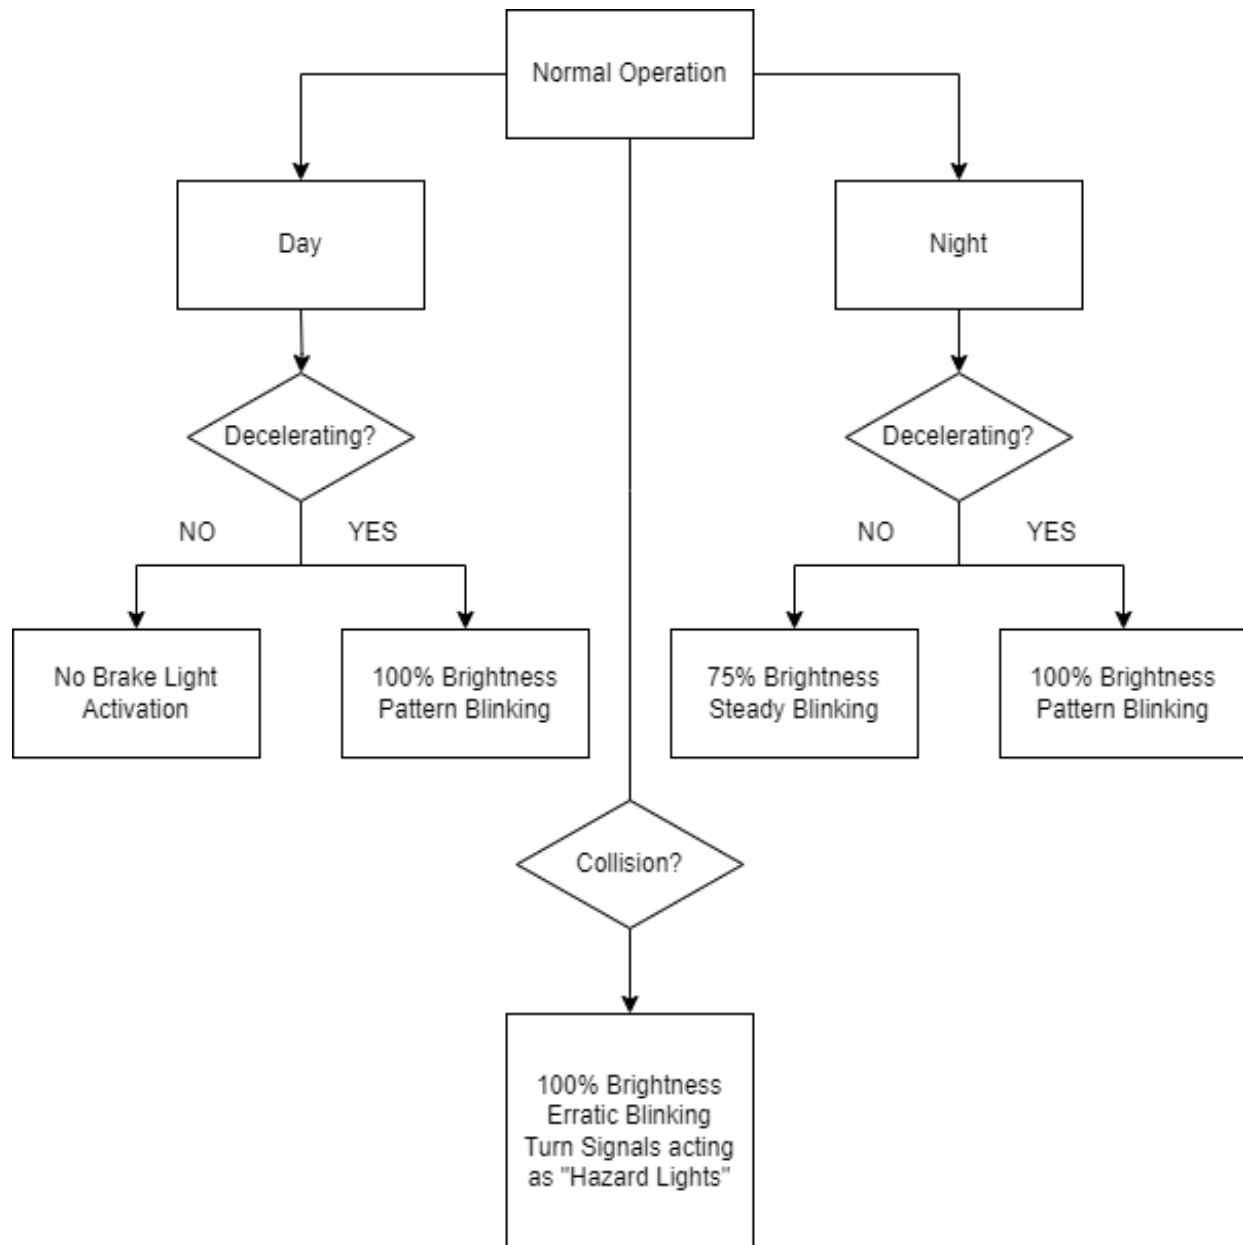 Normal Operation
Day
Night
Decelerating?
Decelerating?
NO
YES
NO
YES
No Brake Light
Activation
100% Brightness
Pattern Blinking
75% Brightness
Steady Blinking
100% Brightness
Pattern Blinking
Collision?
100% Brightness
Erratic Blinking
Turn Signals acting
as "Hazard Lights"